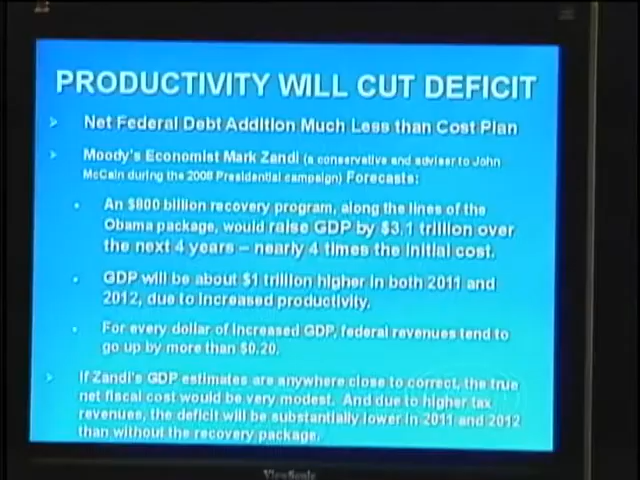 PRODUCTIVITY WILL CUT DEFICIT
Net Federal Debt Addition Much Less than Cost Plan
Moody's Economist Mark Zandi (a conservative and adviser to John
McCain during the 2008 Presidential campaign) Forecasts:
An $800 billion recovery program, along the lines of the
Obama package, would raise GDP by $3.1 trillion over
the next 4 years – nearly 4 times the initial cost.
GDP will be about $1 trillion higher in both 2011 and
2012, due to increased productivity.
For every dollar of increased GDP, federal revenues tend to
go up by more than $0.20.
If Zandi's GDP estimates are anywhere close to correct, the true
net fiscal cost would be very modest. And due to higher tax
revenues, the deficit will be substantially lower in 2011 and 2012
than without the recovery package.
ViewSonic